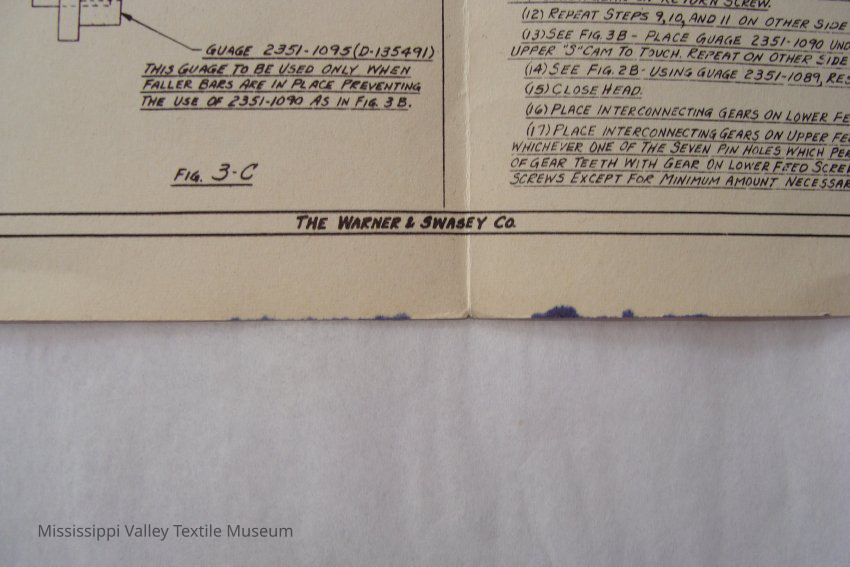 GUAGE 2351-1095 (D-135491)
THIS GUAGE TO BE USED ONLY WHEN
FALLER BARS ARE IN PLACE PREVENTING
THE USE OF 2351-1090 AS IN FIG. 3B.
FIG. 3-C
RETURN SCREW.
(12) REPEAT STEPS 9, 10, AND 11 ON OTHER SIDE
(13) SEE FIG. 3B - PLACE GUAGE 2351-1090
UPPER "S" CAM TO TOUCH. REPEAT ON OTHER SIDE
(14) SEE FIG. 2B - USING GUAGE 2351-1089,
(15) CLOSE HEAD.
(16) PLACE INTERCONNECTING GEARS ON LOWER
(17) PLACE INTERCONNECTING GEARS ON UPPER
WHICHEVER ONE OF THE SEVEN PIN HOLES WHICH
OF GEAR TEETH WITH GEAR ON LOWER FEED
SCREWS EXCEPT FOR MINIMUM AMOUNT
THE WARNER & SWASEY CO.
Mississippi Valley Textile Museum